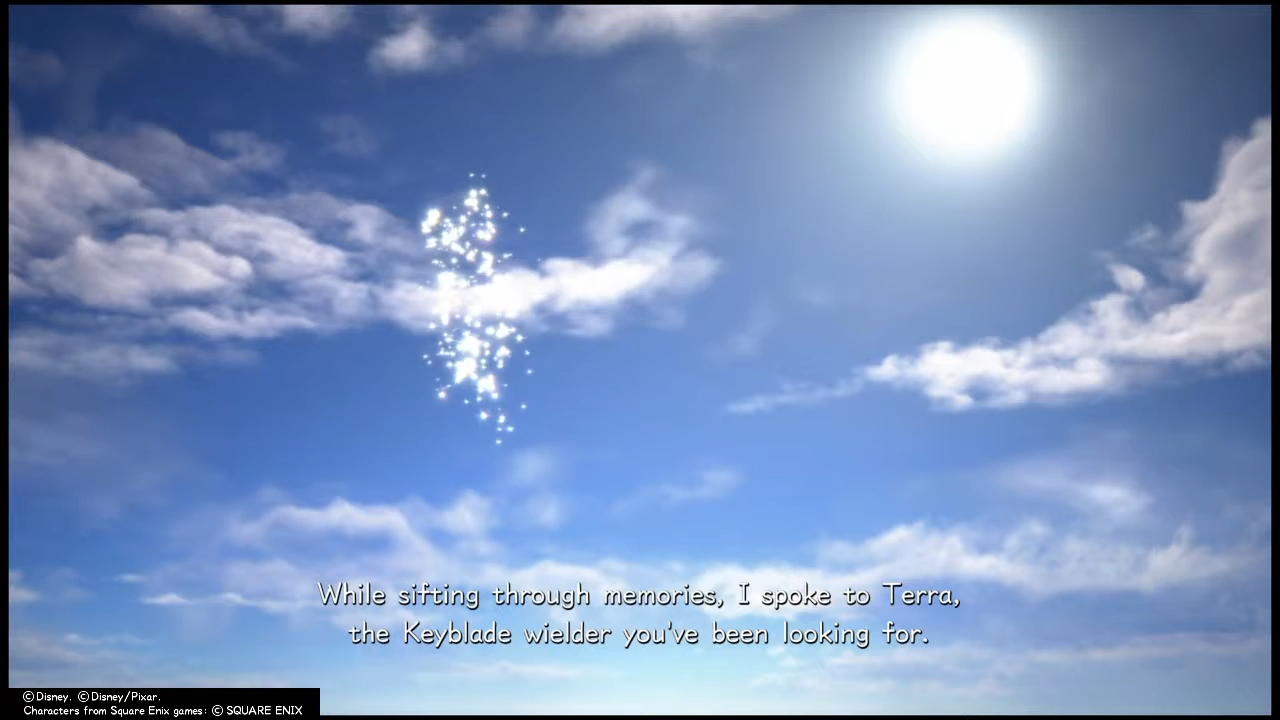 While sifting through memories, I spoke to Terra,
the Keyblade wielder you've been looking for.
©Disney. ©Disney/Pixar.
Characters from Square Enix games: © SQUARE ENIX